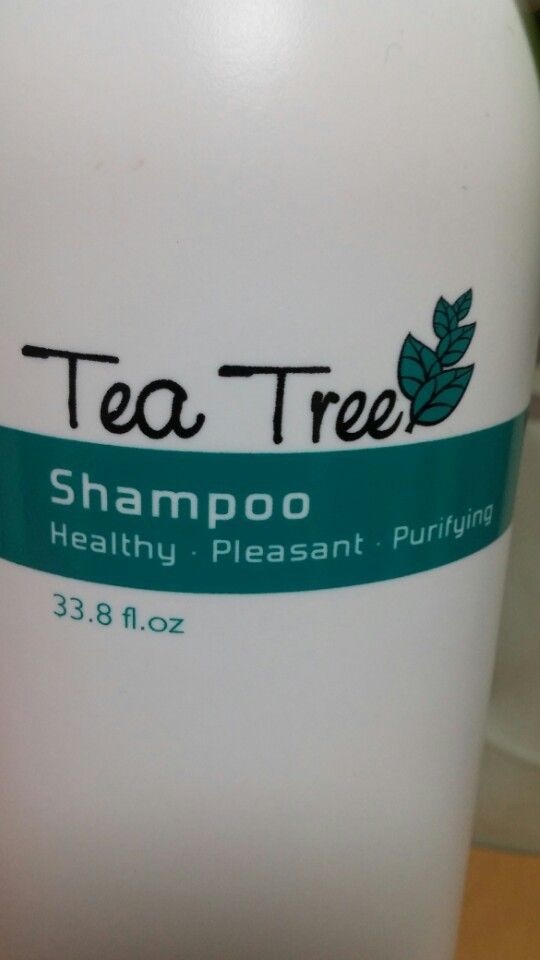 Tea Tree
Shampoo
Healthy · Pleasant · Purifying
33.8 fl.oz